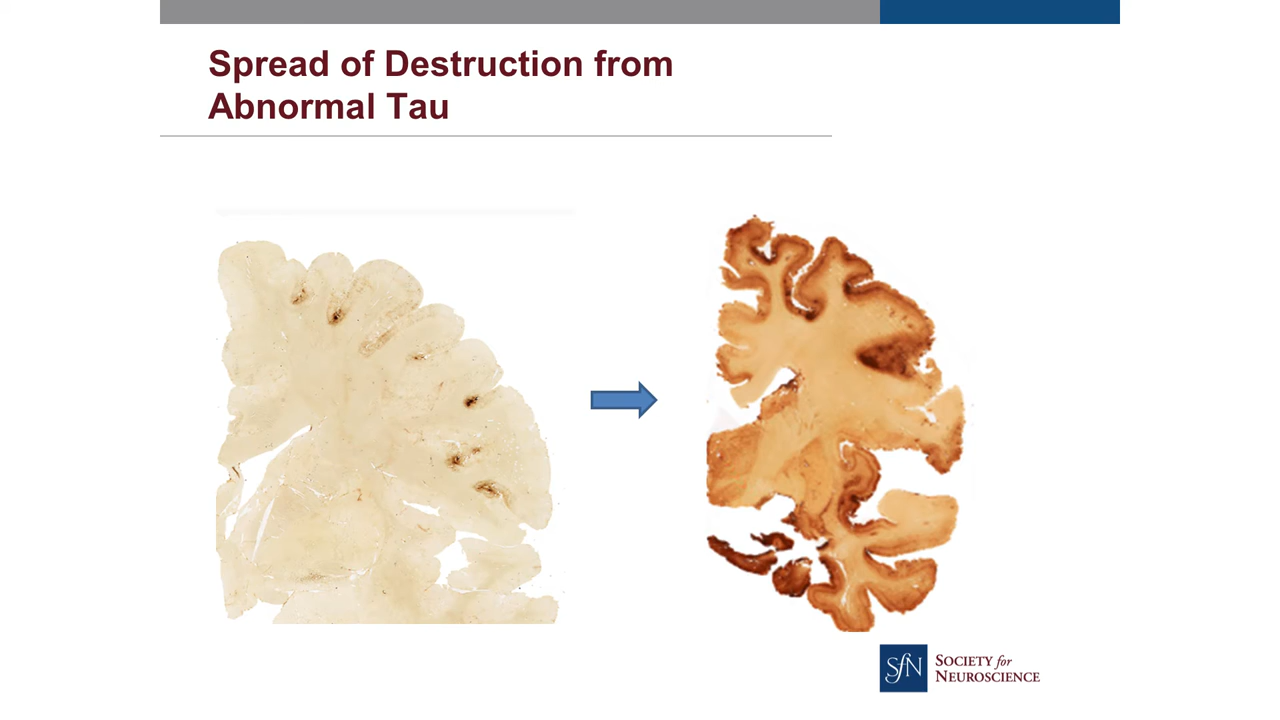 Spread of Destruction from
Abnormal Tau
SfN
SOCIETY for
NEUROSCIENCE